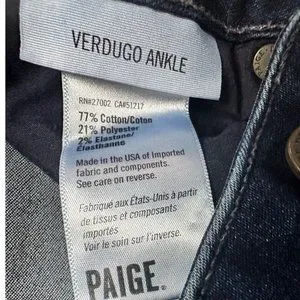 VERDUGO ANKLE
RN#27002 CA#51217
77% Cotton/Coton
21% Polyester
2% Elastane/
Elasthanne
Made in the USA of imported
fabric and components.
See care on reverse.
Fabriqué aux États-Unis à partir
de tissus et composants
importés
Voir le soin sur l'inverse.
PAIGE.